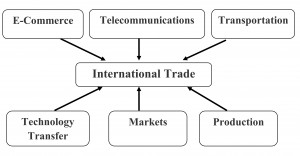 E-Commerce
Telecommunications
Transportation
International Trade
Technology
Transfer
Markets
Production